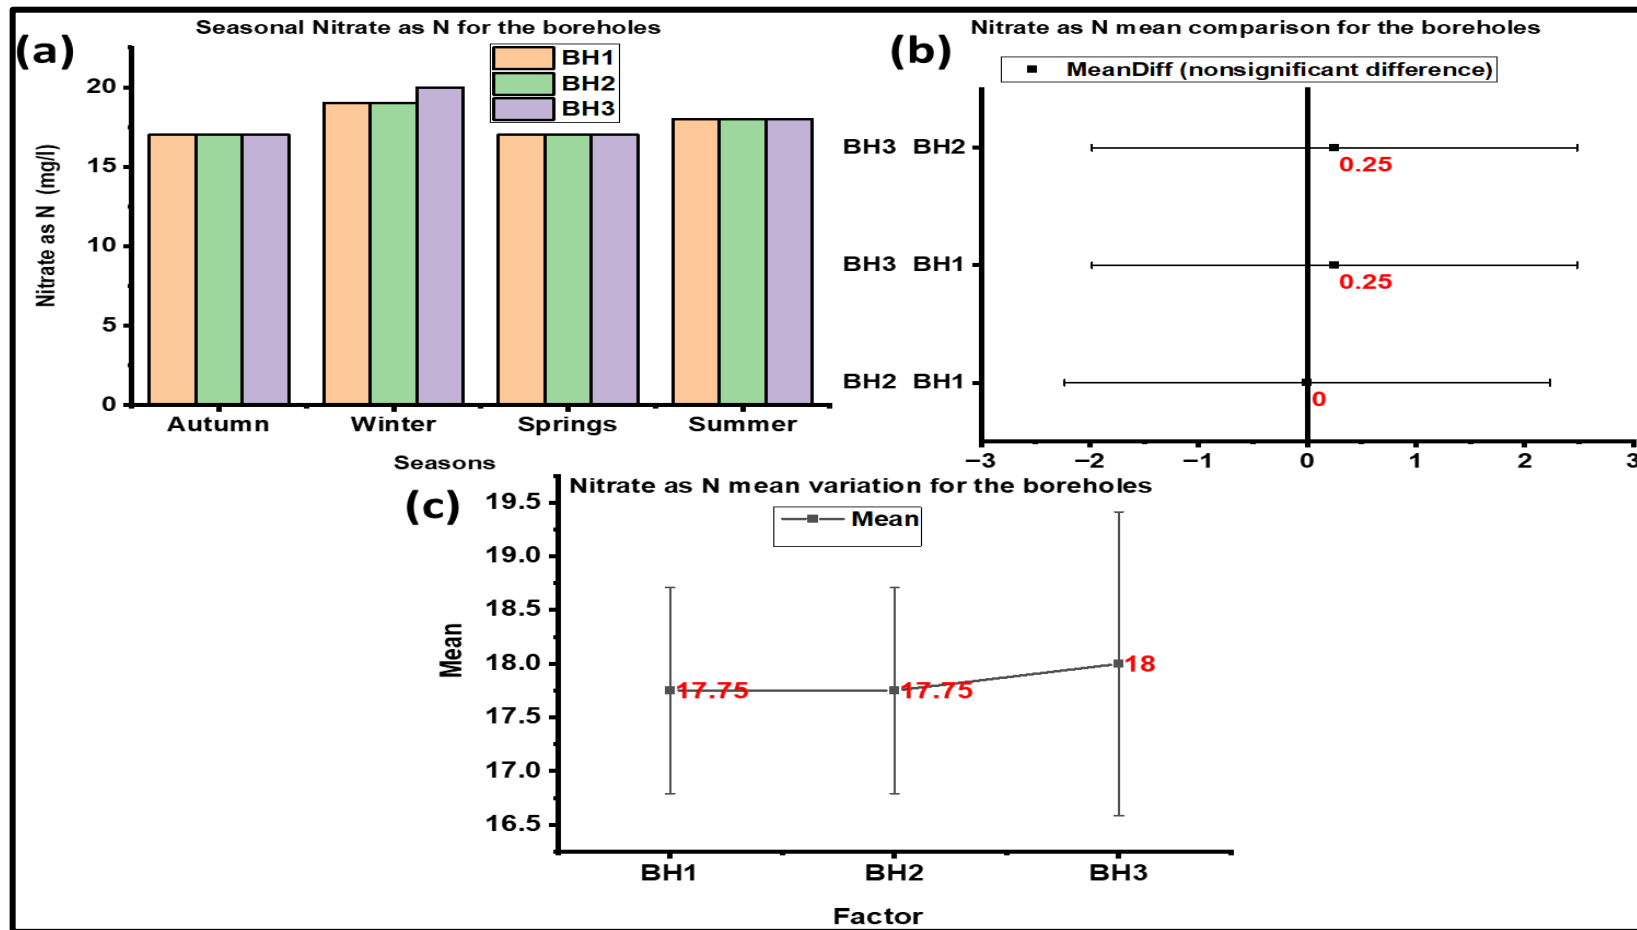 (a)
Seasonal Nitrate as N for the boreholes
BH1
BH2
BH3
Nitrate as N (mg/l)
20
15
10
5
0
Autumn Winter Springs Summer
Seasons
(b)
Nitrate as N mean comparison for the boreholes
MeanDiff (nonsignificant difference)
BH3 BH2
0.25
BH3 BH1
0.25
BH2 BH1
0
−3 −2 −1 0 1 2 3
(c)
Nitrate as N mean variation for the boreholes
Mean
Mean
19.5
19.0
18.5
18.0
17.5
17.0
16.5
17.75 17.75 18
BH1 BH2 BH3
Factor